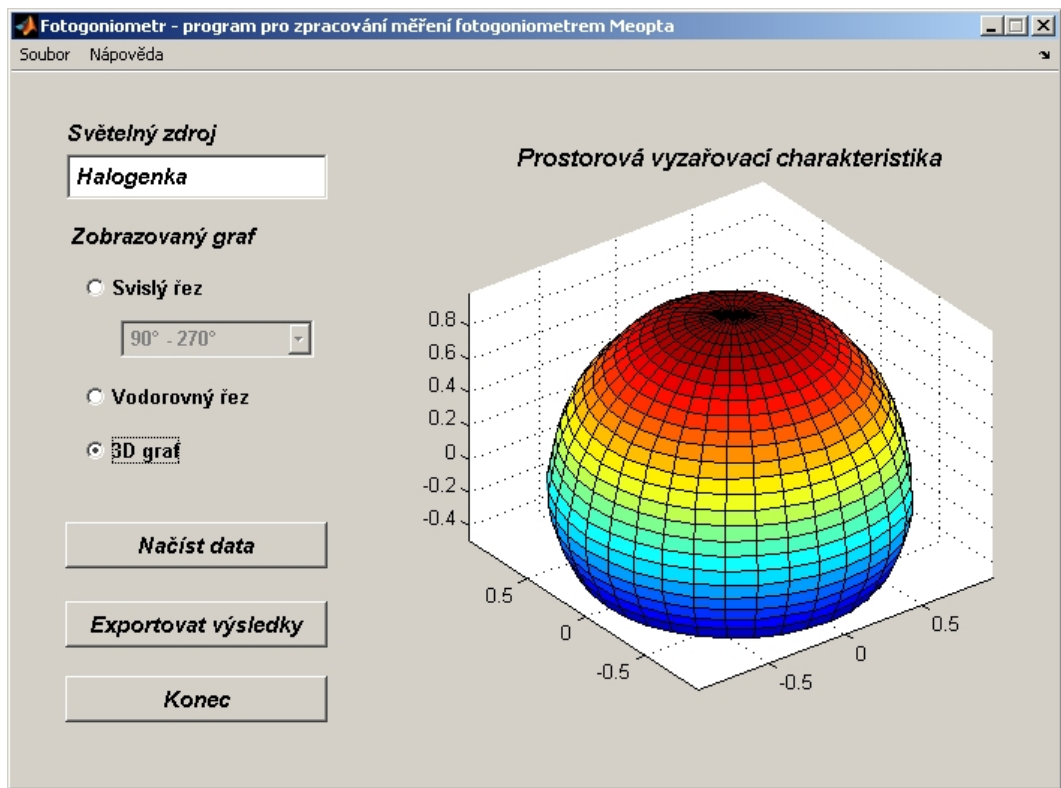 Fotogoniometr - program pro zpracování měření fotogoniometrem Meopta
Soubor Nápověda
Světelný zdroj
Halogenka
Zobrazovaný graf
Svislý řez
90° - 270°
Vodorovný řez
3D graf
Načíst data
Exportovat výsledky
Konec
Prostorová vyzařovací charakteristika
0.8
0.6
0.4
0.2
0
-0.2
-0.4
0.5
0
-0.5
-0.5
0
0.5